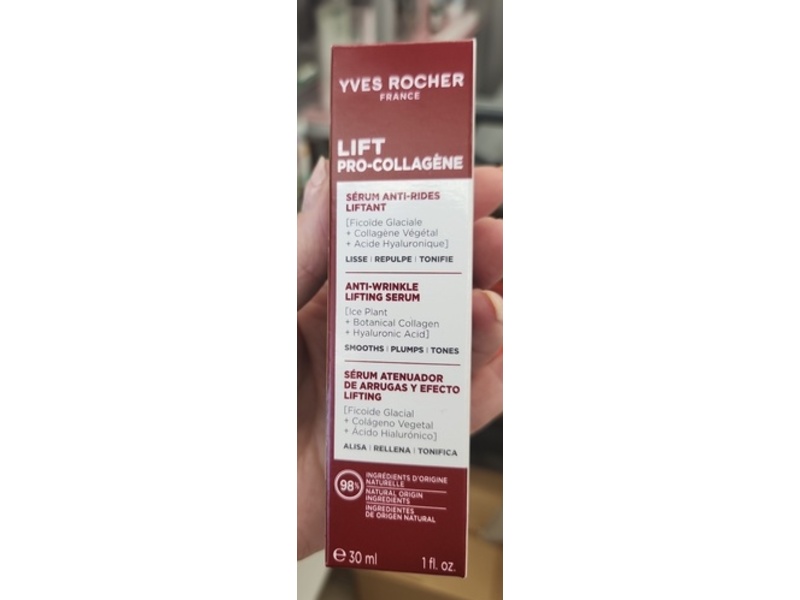 YVES ROCHER
FRANCE
LIFT
PRO-COLLAGÈNE
SÉRUM ANTI-RIDES
LIFTANT
[Ficoïde Glaciale
+ Collagène Végétal
+ Acide Hyaluronique]
LISSE | REPULPE | TONIFIE
ANTI-WRINKLE
LIFTING SERUM
[Ice Plant
+ Botanical Collagen
+ Hyaluronic Acid]
SMOOTHS | PLUMPS | TONES
SÉRUM ATENUADOR
DE ARRUGAS Y EFECTO
LIFTING
[Ficoide Glacial
+ Colágeno Vegetal
+ Ácido Hialurónico]
ALISA | RELLENA | TONIFICA
98%
INGRÉDIENTS D'ORIGINE
NATURELLE
NATURAL ORIGIN
INGREDIENTS
INGREDIENTES
DE ORIGEN NATURAL
℮ 30 ml 1 fl. oz.